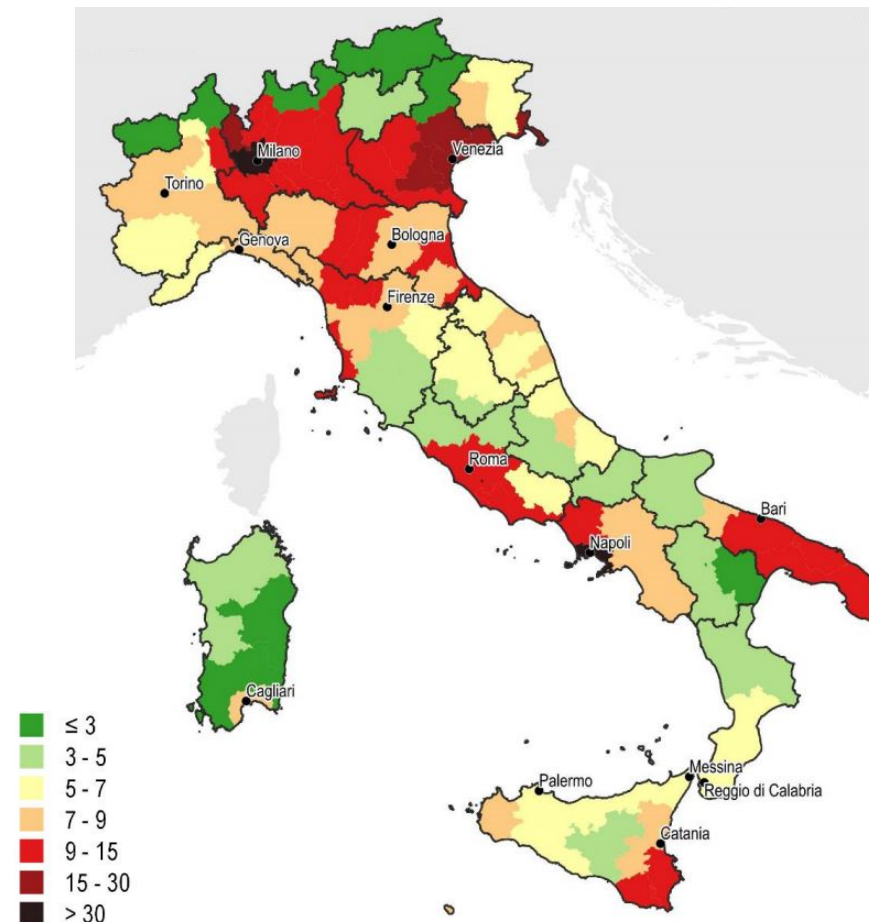 Milano
Venezia
Torino
Genova
Bologna
Firenze
Roma
Bari
Napoli
Cagliari
Messina
Palermo
Reggio di Calabria
Catania
≤ 3
3 - 5
5 - 7
7 - 9
9 - 15
15 - 30
> 30